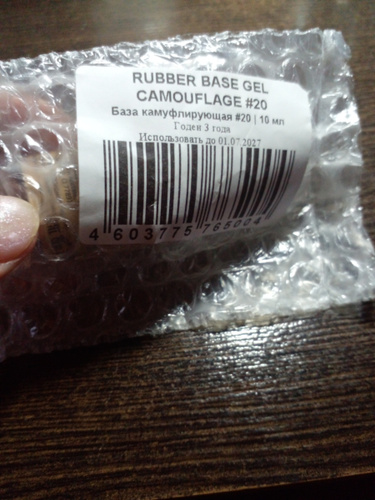 RUBBER BASE GEL
CAMOUFLAGE #20
База камуфлирующая #20 | 10 мл
Годен 3 года
Использовать до 01.07.2027
4 603775 765004